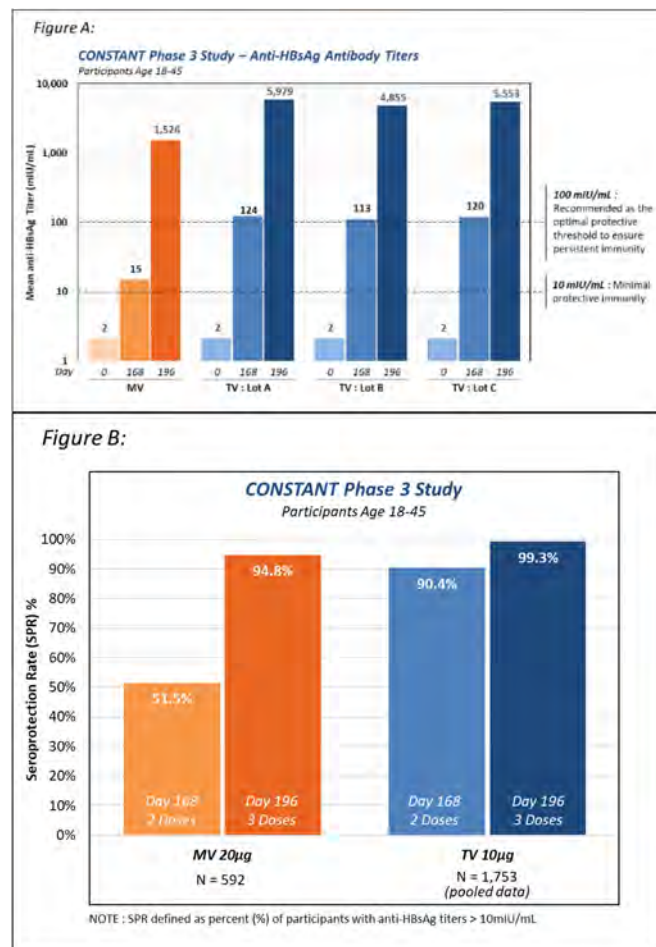 Figure A:
CONSTANT Phase 3 Study – Anti-HBsAg Antibody Titers
Participants Age 18-45
Mean anti-HBsAg Titer (mIU/mL)
10,000
1,000
100
10
1
2
15
1,526
2
124
5,979
2
113
4,855
2
120
5,553
100 mIU/mL :
Recommended as the
optimal protective
threshold to ensure
persistent immunity
10 mIU/mL : Minimal
protective immunity
Day 0 168 196 0 168 196 0 168 196 0 168 196
MV TV : Lot A TV : Lot B TV : Lot C
Figure B:
CONSTANT Phase 3 Study
Participants Age 18-45
Seroprotection Rate (SPR) %
100%
90%
80%
70%
60%
50%
40%
30%
20%
10%
0%
51.5%
94.8%
90.4%
99.3%
Day 168 Day 196 Day 168 Day 196
2 Doses 3 Doses 2 Doses 3 Doses
MV 20µg TV 10µg
N = 592 N = 1,753
(pooled data)
NOTE : SPR defined as percent (%) of participants with anti-HBsAg titers > 10mIU/mL